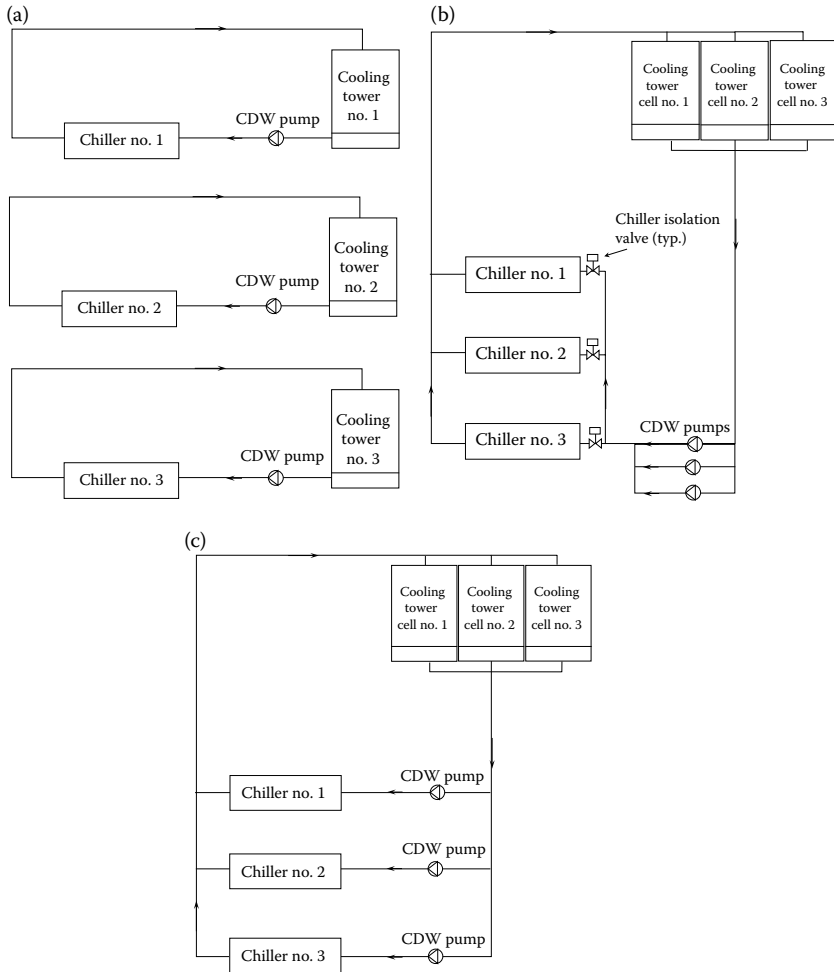 (a)
Cooling
tower
no. 1
CDW pump
Chiller no. 1
Cooling
tower
no. 2
CDW pump
Chiller no. 2
Cooling
tower
no. 3
CDW pump
Chiller no. 3
(b)
Cooling
tower
cell no. 1
Cooling
tower
cell no. 2
Cooling
tower
cell no. 3
Chiller isolation
valve (typ.)
Chiller no. 1
Chiller no. 2
Chiller no. 3
CDW pumps
(c)
Cooling
tower
cell no. 1
Cooling
tower
cell no. 2
Cooling
tower
cell no. 3
CDW pump
Chiller no. 1
CDW pump
Chiller no. 2
CDW pump
Chiller no. 3